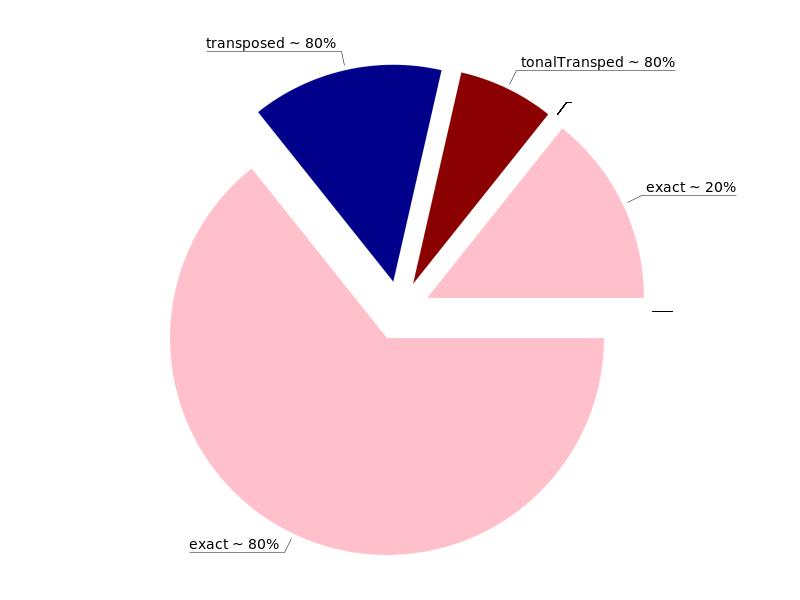 transposed ~ 80%
tonalTransped ~ 80%
exact ~ 20%
exact ~ 80%